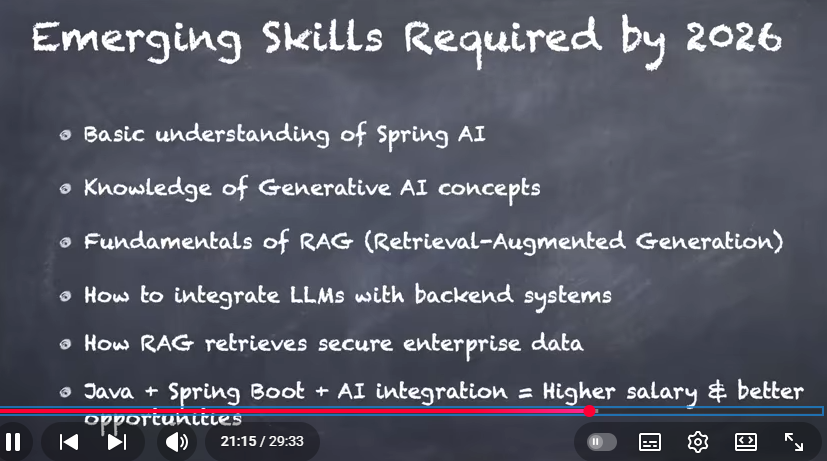 Emerging Skills Required by 2026
Basic understanding of Spring AI
Knowledge of Generative AI concepts
Fundamentals of RAG (Retrieval-Augmented Generation)
How to integrate LLMs with backend systems
How RAG retrieves secure enterprise data
Java + Spring Boot + AI integration = Higher salary & better
opportunities
21:15 / 29:33